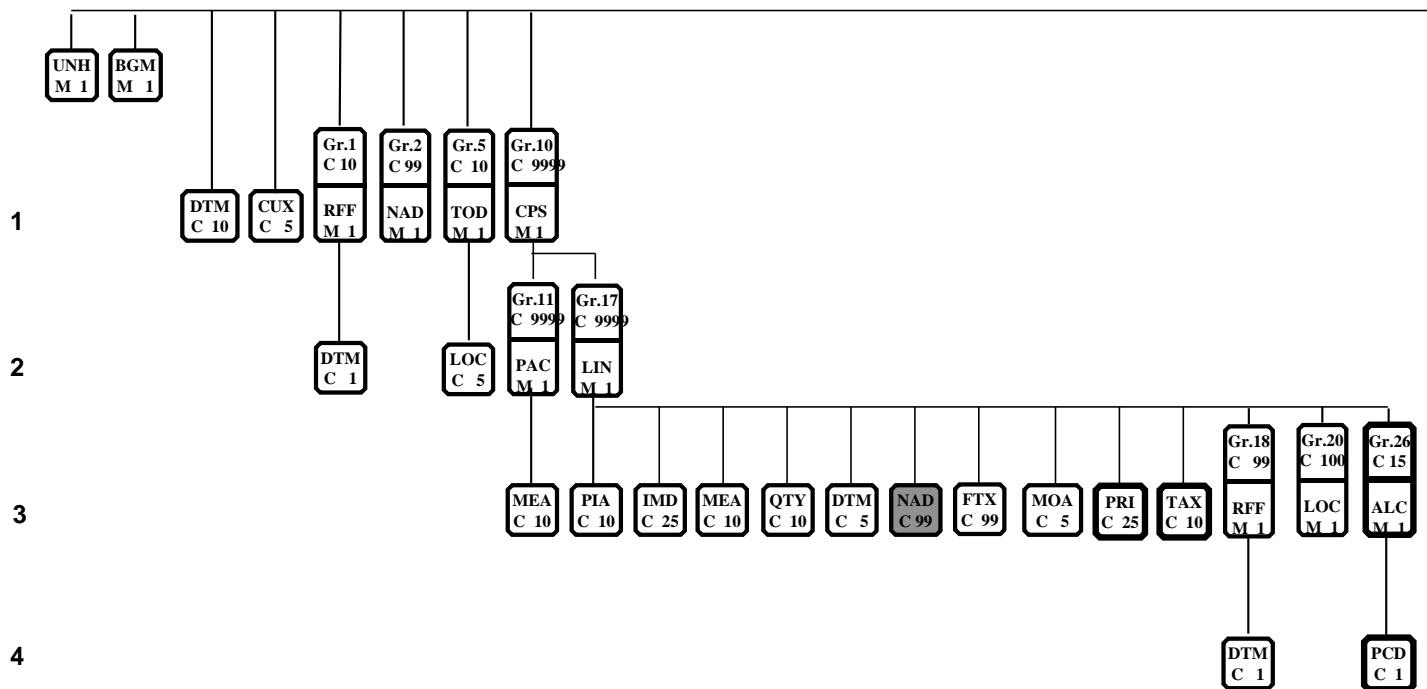 UNH
M 1
BGM
M 1
Gr.1
C 10
Gr.2
C 99
Gr.5
C 10
Gr.10
C 9999
1
DTM
C 10
CUX
C 5
RFF
M 1
NAD
M 1
TOD
M 1
CPS
M 1
Gr.11
C 9999
Gr.17
C 9999
2
DTM
C 1
LOC
C 5
PAC
M 1
LIN
M 1
Gr.18
C 99
Gr.20
C 100
Gr.26
C 15
3
MEA
C 10
PIA
C 10
IMD
C 25
MEA
C 10
QTY
C 10
DTM
C 5
NAD
C 99
FTX
C 99
MOA
C 5
PRI
C 25
TAX
C 10
RFF
M 1
LOC
M 1
ALC
M 1
4
DTM
C 1
PCD
C 1